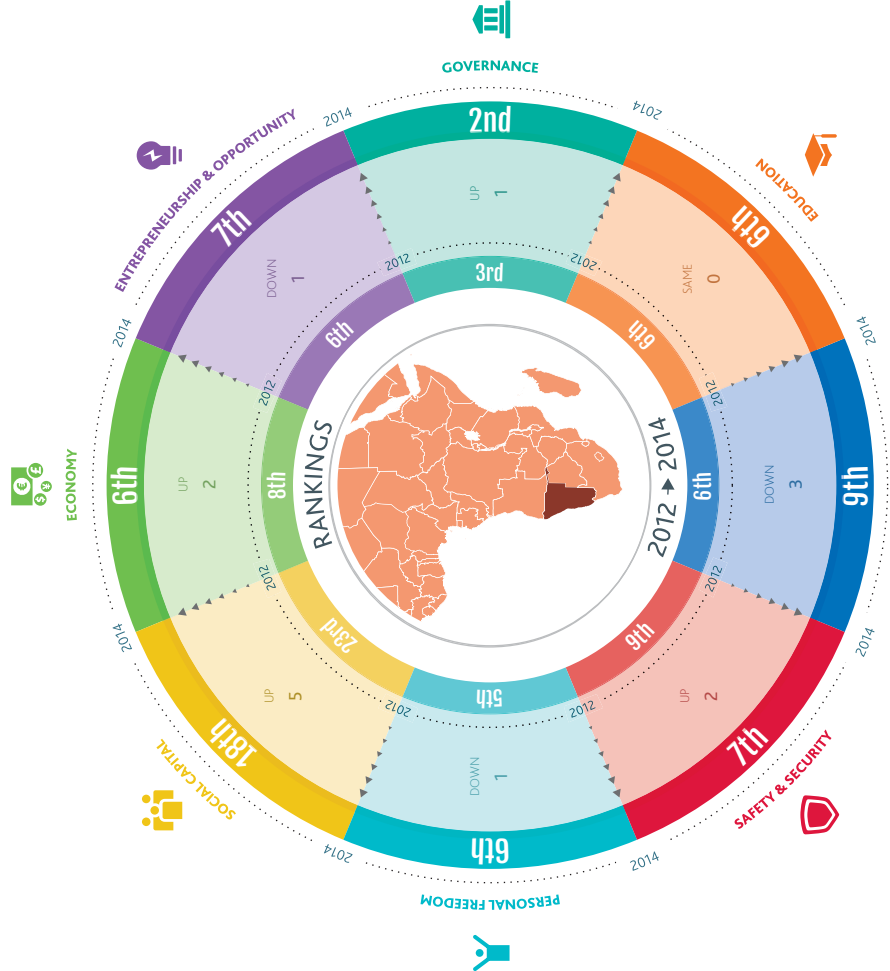 GOVERNANCE
2014
2nd
UP
1
2012
3rd
EDUCATION
2014
6th
SAME
0
2012
6th
2014
9th
DOWN
3
2012
6th
SAFETY & SECURITY
2014
7th
UP
2
2012
9th
PERSONAL FREEDOM
2014
6th
DOWN
1
2012
5th
SOCIAL CAPITAL
2014
18th
UP
5
2012
23rd
ECONOMY
2014
6th
UP
2
2012
8th
ENTREPRENEURSHIP & OPPORTUNITY
2014
7th
DOWN
1
2012
6th
RANKINGS
2012 ▸ 2014
€
£
$
¥